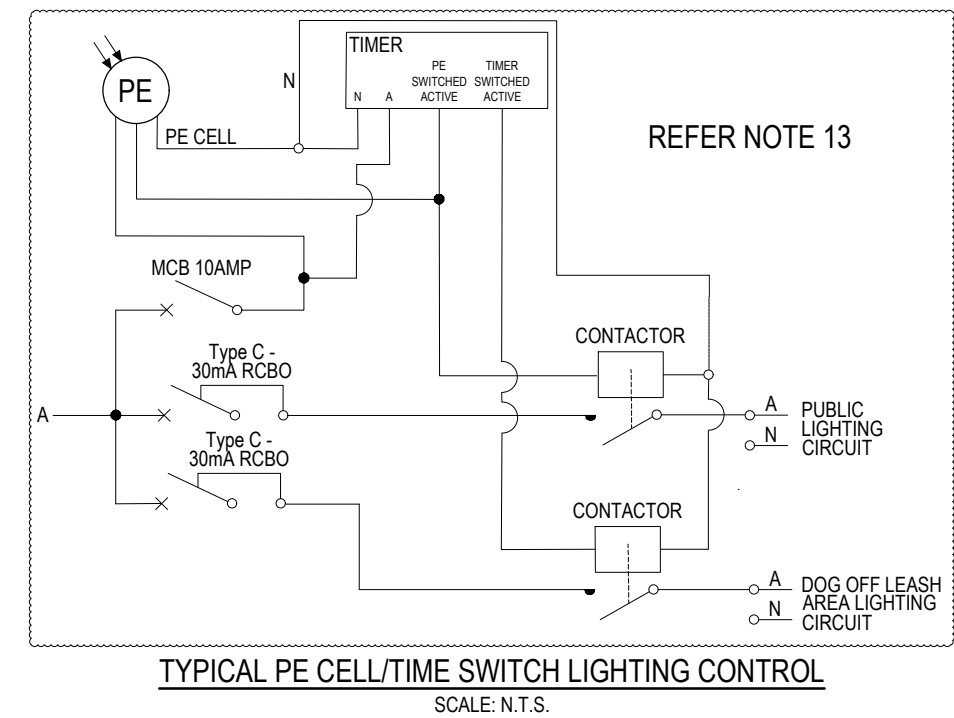 TIMER
PE
SWITCHED
ACTIVE
TIMER
SWITCHED
ACTIVE
N
A
PE
N
PE CELL
REFER NOTE 13
MCB 10AMP
CONTACTOR
Type C -
30mA RCBO
A
A
PUBLIC
LIGHTING
CIRCUIT
N
Type C -
30mA RCBO
CONTACTOR
A
DOG OFF LEASH
AREA LIGHTING
CIRCUIT
N
TYPICAL PE CELL/TIME SWITCH LIGHTING CONTROL
SCALE: N.T.S.